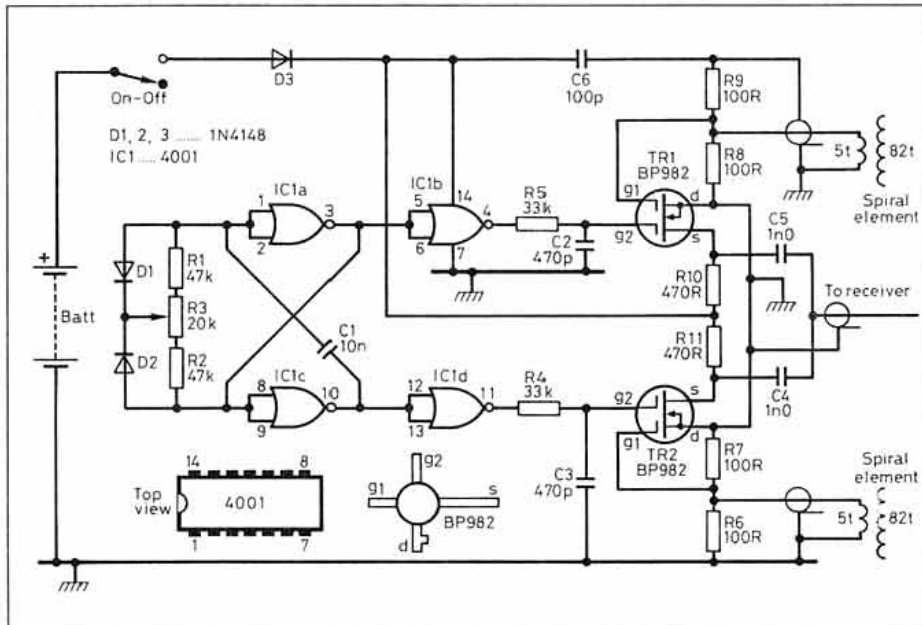 On-Off
D3
C6
100p
R9
100R
D1, 2, 3 ....... 1N4148
IC1 ..... 4001
R8
100R
5t
82t
Spiral
element
TR1
BP982
g1
g2
d
s
IC1a
1
2
3
IC1b
5
6
14
4
7
R5
33k
C2
470p
C5
1n0
R10
470R
To receiver
+
Batt
D1
R1
47k
R3
20k
D2
R2
47k
C1
10n
R11
470R
C4
1n0
IC1c
8
9
10
IC1d
12
13
11
R4
33k
g2
g1
s
d
TR2
BP982
C3
470p
R7
100R
R6
100R
Spiral
element
5t
82t
14
8
Top
view
4001
1
7
g2
g1
s
BP982
d